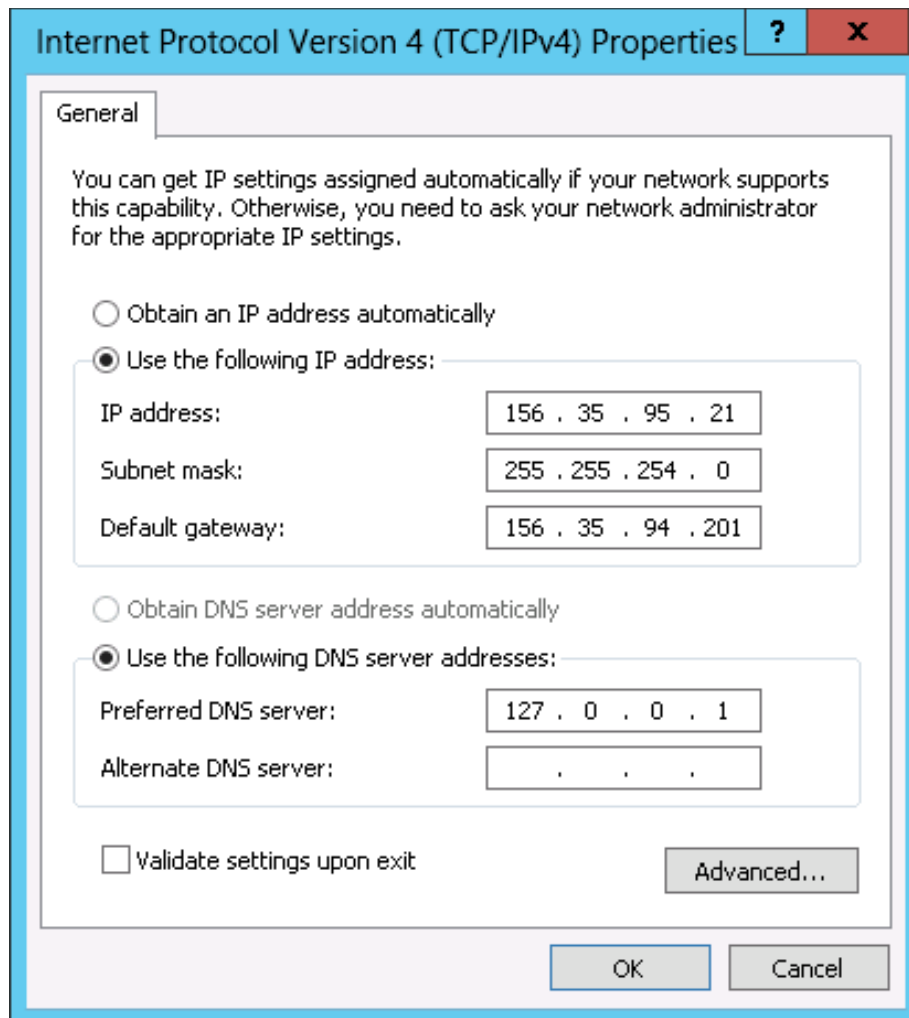 Internet Protocol Version 4 (TCP/IPv4) Properties ? x
General
You can get IP settings assigned automatically if your network supports
this capability. Otherwise, you need to ask your network administrator
for the appropriate IP settings.
Obtain an IP address automatically
Use the following IP address:
IP address: 156 . 35 . 95 . 21
Subnet mask: 255 . 255 . 254 . 0
Default gateway: 156 . 35 . 94 . 201
Obtain DNS server address automatically
Use the following DNS server addresses:
Preferred DNS server: 127 . 0 . 0 . 1
Alternate DNS server: . . .
Validate settings upon exit
Advanced...
OK Cancel